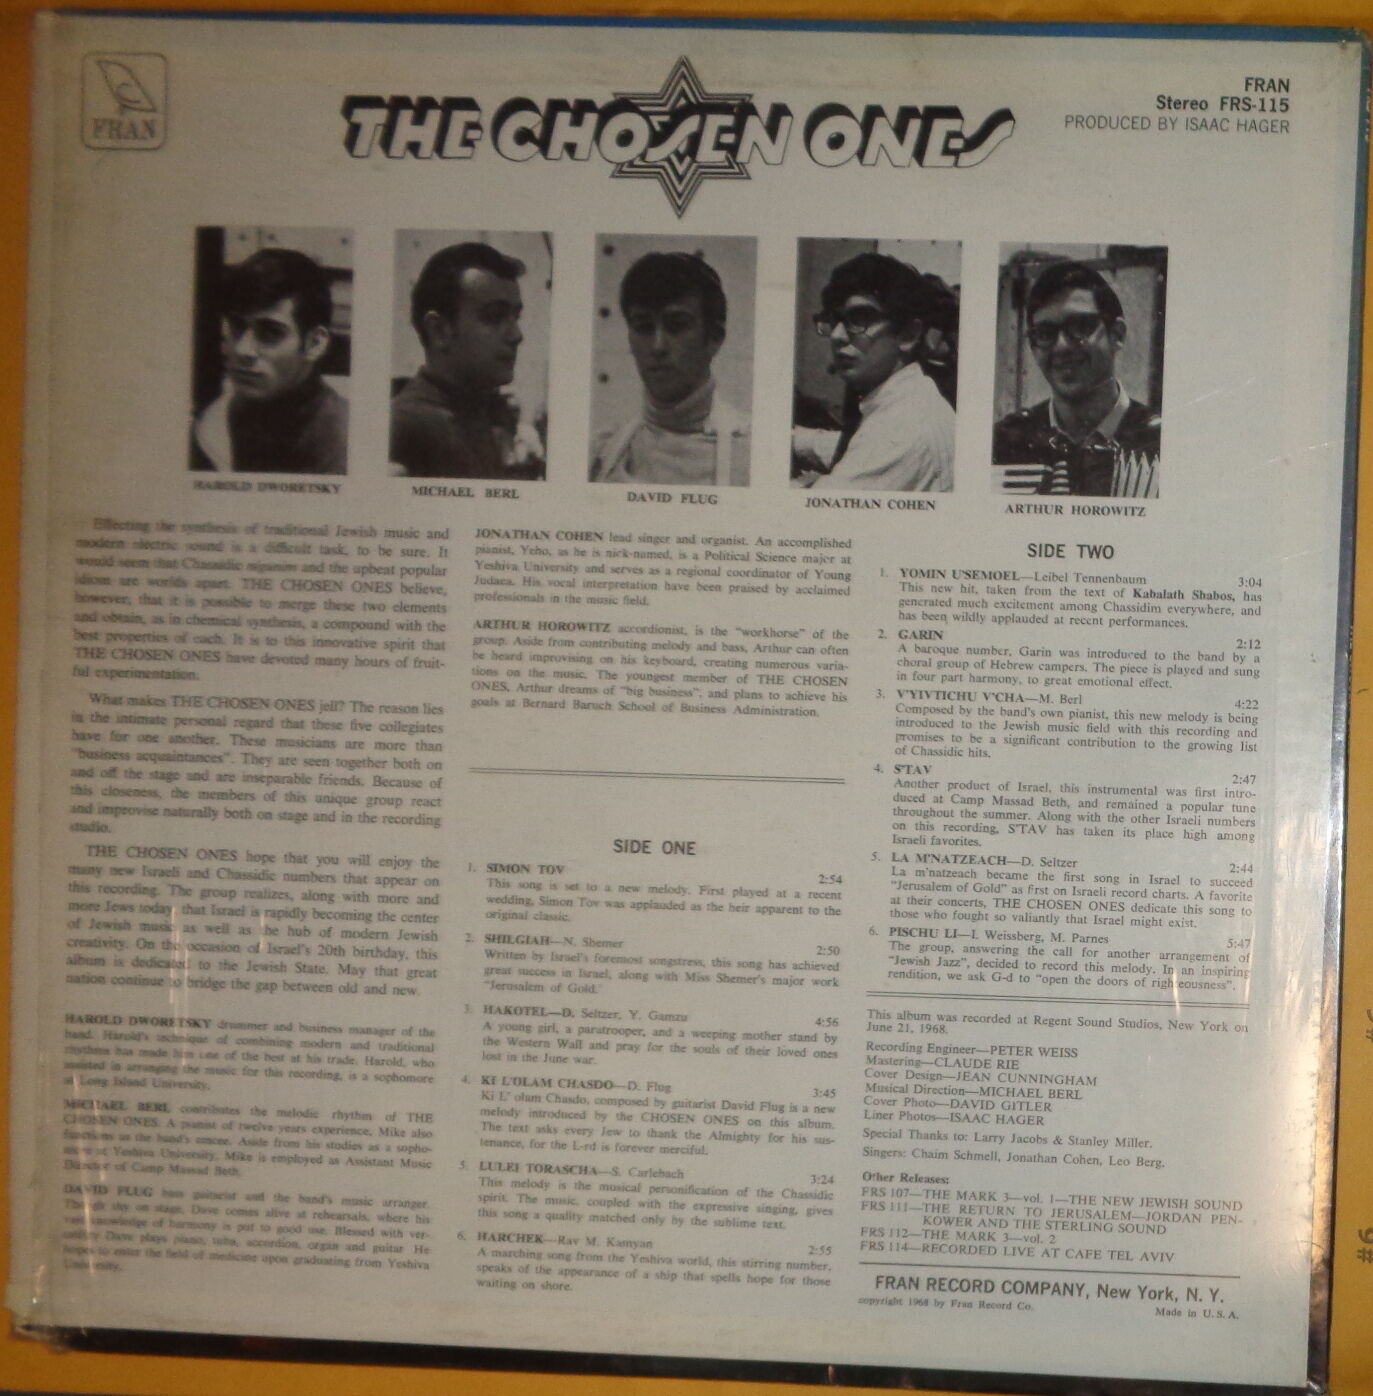 FRAN
THE CHOSEN ONES
FRAN
Stereo FRS-115
PRODUCED BY ISAAC HAGER
HAROLD DWORETSKY
MICHAEL BERL
DAVID FLUG
JONATHAN COHEN
ARTHUR HOROWITZ
Effecting the synthesis of traditional Jewish music and
modern electric sound is a difficult task, to be sure. It
would seem that Chassidic nigunim and the upbeat popular
idiom are worlds apart. THE CHOSEN ONES believe,
however, that it is possible to merge these two elements
and obtain, as in chemical synthesis, a compound with the
best properties of each. It is to this innovative spirit that
THE CHOSEN ONES have devoted many hours of fruit-
ful experimentation.
What makes THE CHOSEN ONES jell? The reason lies
in the intimate personal regard that these five collegiates
have for one another. These musicians are more than
"business acquaintances". They are seen together both on
and off the stage and are inseparable friends. Because of
this closeness, the members of this unique group react
and improvise naturally both on stage and in the recording
studio.
THE CHOSEN ONES hope that you will enjoy the
many new Israeli and Chassidic numbers that appear on
this recording. The group realizes, along with more and
more Jews today, that Israel is rapidly becoming the center
of Jewish music as well as the hub of modern Jewish
creativity. On the occasion of Israel's 20th birthday, this
album is dedicated to the Jewish State. May that great
nation continue to bridge the gap between old and new.
HAROLD DWORETSKY drummer and business manager of the
band. Harold's technique of combining modern and traditional
rhythms has made him one of the best at his trade. Harold, who
assisted in arranging the music for this recording, is a sophomore
at Long Island University.
MICHAEL BERL contributes the melodic rhythm of THE
CHOSEN ONES. A pianist of twelve years experience, Mike also
functions as the band's emcee. Aside from his studies as a sopho-
more at Yeshiva University, Mike is employed as Assistant Music
Director of Camp Massad Beth.
DAVID FLUG bass guitarist and the band's music arranger.
Though shy on stage, Dave comes alive at rehearsals, where his
vast knowledge of harmony is put to good use. Blessed with ver-
satility Dave plays piano, tuba, accordion, organ and guitar He
hopes to enter the field of medicine upon graduating from Yeshiva
University.
JONATHAN COHEN lead singer and organist. An accomplished
pianist, Yeho, as he is nick-named, is a Political Science major at
Yeshiva University and serves as a regional coordinator of Young
Judaea. His vocal interpretation have been praised by acclaimed
professionals in the music field.
ARTHUR HOROWITZ accordionist, is the "workhorse" of the
group. Aside from contributing melody and bass, Arthur can often
be heard improvising on his keyboard, creating numerous varia-
tions on the music. The youngest member of THE CHOSEN
ONES, Arthur dreams of "big business", and plans to achieve his
goals at Bernard Baruch School of Business Administration.
SIDE ONE
1. SIMON TOV 2:54
This song is set to a new melody. First played at a recent
wedding, Simon Tov was applauded as the heir apparent to the
original classic.
2. SHILGIAH—N. Shemer 2:50
Written by Israel's foremost songstress, this song has achieved
great success in Israel, along with Miss Shemer's major work
"Jerusalem of Gold."
3. HAKOTEL—D. Seltzer, Y. Gamzu 4:56
A young girl, a paratrooper, and a weeping mother stand by
the Western Wall and pray for the souls of their loved ones
lost in the June war.
4. KI L'OLAM CHASDO—D. Flug 3:45
Ki L' olam Chasdo, composed by guitarist David Flug is a new
melody introduced by the CHOSEN ONES on this album.
The text asks every Jew to thank the Almighty for his sus-
tenance, for the L-rd is forever merciful.
5. LULEI TORASCHA—S. Carlebach 3:24
This melody is the musical personification of the Chassidic
spirit. The music, coupled with the expressive singing, gives
this song a quality matched only by the sublime text.
6. HARCHEK—Rav M. Kamyan 2:55
A marching song from the Yeshiva world, this stirring number,
speaks of the appearance of a ship that spells hope for those
waiting on shore.
SIDE TWO
1. YOMIN U'SEMOEL—Leibel Tennenbaum 3:04
This new hit, taken from the text of Kabalath Shabos, has
generated much excitement among Chassidim everywhere, and
has been wildly applauded at recent performances.
2. GARIN 2:12
A baroque number, Garin was introduced to the band by a
choral group of Hebrew campers. The piece is played and sung
in four part harmony, to great emotional effect.
3. V'YIVTICHU V'CHA—M. Berl 4:22
Composed by the band's own pianist, this new melody is being
introduced to the Jewish music field with this recording and
promises to be a significant contribution to the growing list
of Chassidic hits.
4. S'TAV 2:47
Another product of Israel, this instrumental was first intro-
duced at Camp Massad Beth, and remained a popular tune
throughout the summer. Along with the other Israeli numbers
on this recording, S'TAV has taken its place high among
Israeli favorites.
5. LA M'NATZEACH—D. Seltzer 2:44
La m'natzeach became the first song in Israel to succeed
"Jerusalem of Gold" as first on Israeli record charts. A favorite
at their concerts, THE CHOSEN ONES dedicate this song to
those who fought so valiantly that Israel might exist.
6. PISCHU LI—I. Weissberg, M. Parnes 5:47
The group, answering the call for another arrangement of
"Jewish Jazz", decided to record this melody. In an inspiring
rendition, we ask G-d to "open the doors of righteousness".
This album was recorded at Regent Sound Studios, New York on
June 21, 1968.
Recording Engineer—PETER WEISS
Mastering—CLAUDE RIE
Cover Design—JEAN CUNNINGHAM
Musical Direction—MICHAEL BERL
Cover Photo—DAVID GITLER
Liner Photos—ISAAC HAGER
Special Thanks to: Larry Jacobs & Stanley Miller.
Singers: Chaim Schmell, Jonathan Cohen, Leo Berg.
Other Releases:
FRS 107—THE MARK 3—vol. 1—THE NEW JEWISH SOUND
FRS 111—THE RETURN TO JERUSALEM—JORDAN PEN-
KOWER AND THE STERLING SOUND
FRS 112—THE MARK 3—vol. 2
FRS 114—RECORDED LIVE AT CAFE TEL AVIV
FRAN RECORD COMPANY, New York, N. Y.
copyright 1968 by Fran Record Co.
Made in U. S. A.